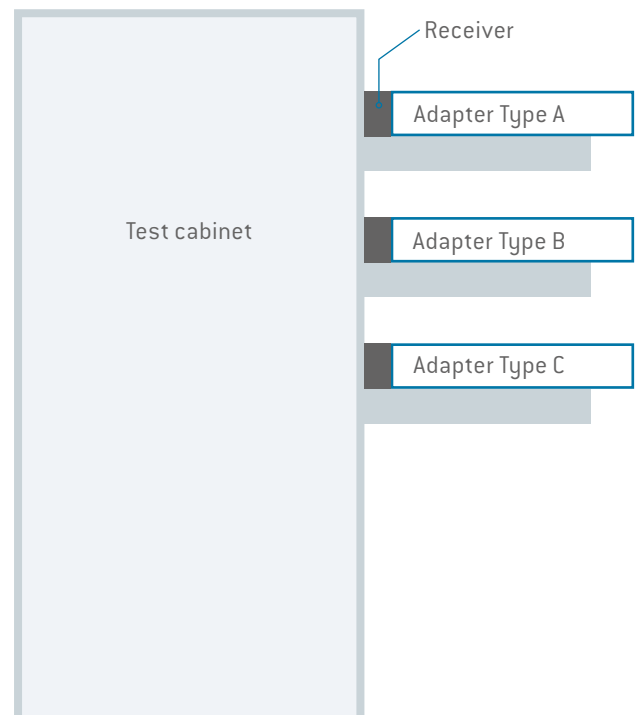 Receiver
Adapter Type A
Test cabinet
Adapter Type B
Adapter Type C